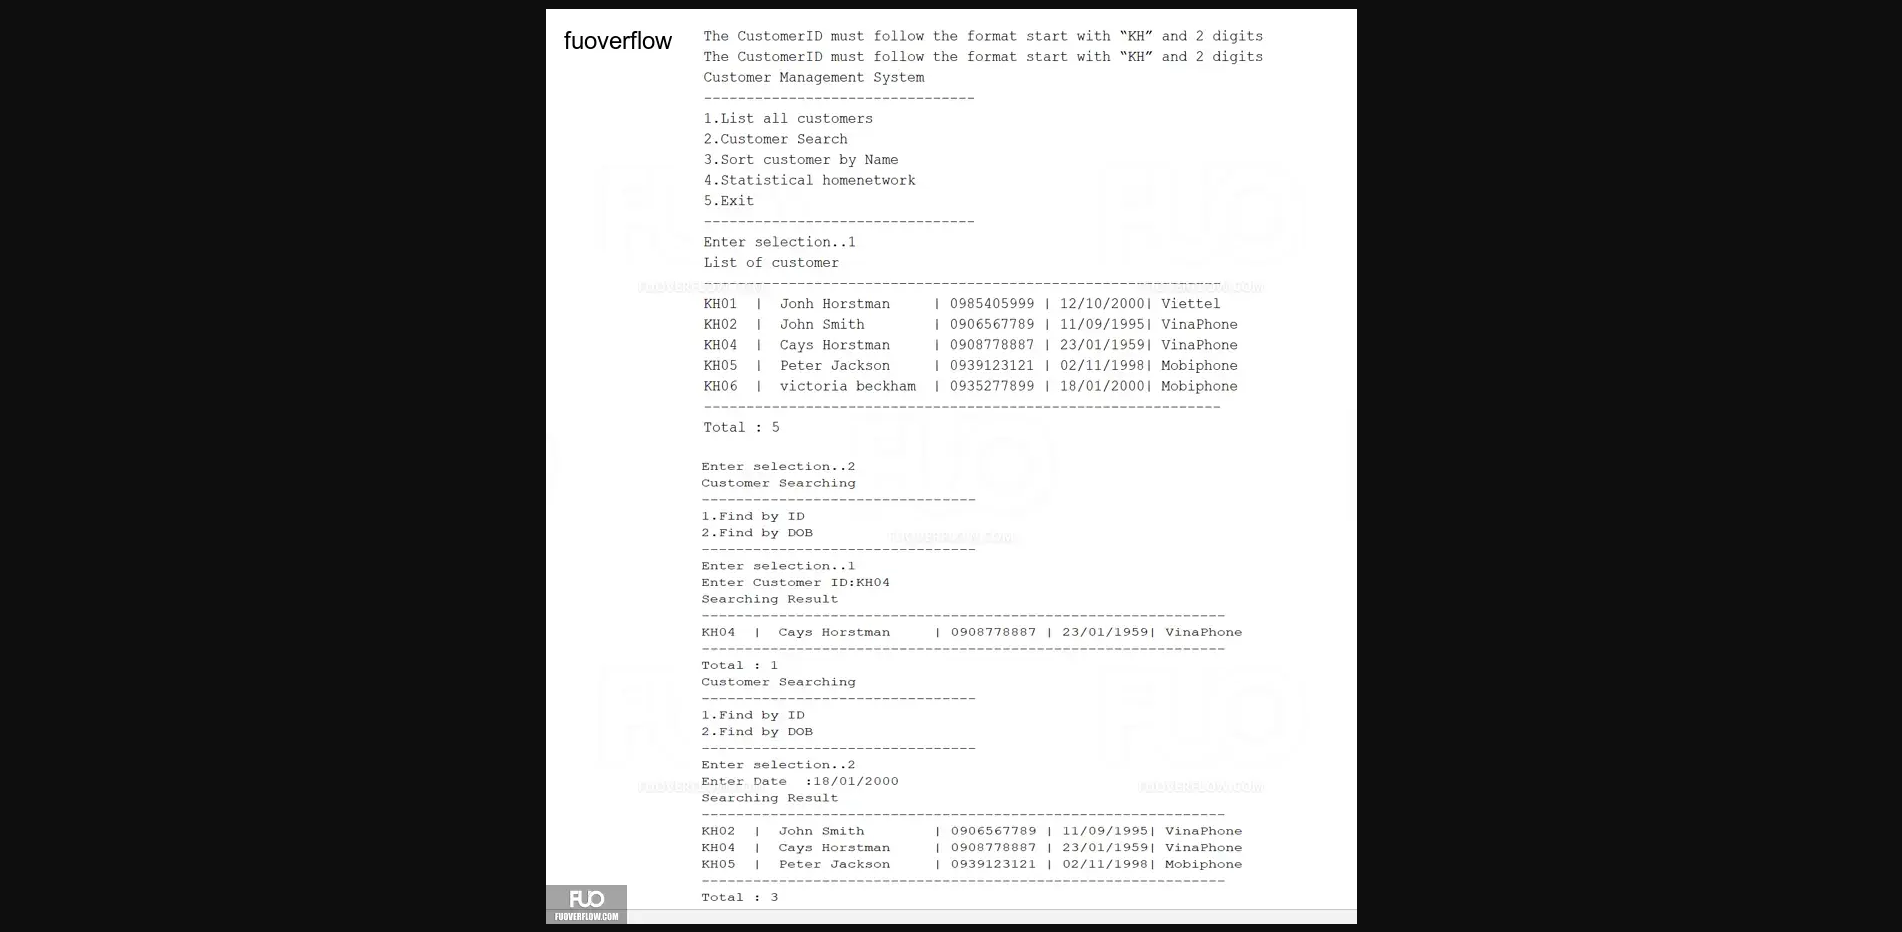 fuoverflow
The CustomerID must follow the format start with “KH” and 2 digits
The CustomerID must follow the format start with “KH” and 2 digits
Customer Management System
--------------------------------
1.List all customers
2.Customer Search
3.Sort customer by Name
4.Statistical homenetwork
5.Exit
--------------------------------
Enter selection..1
List of customer
-------------------------------------------------------------
KH01 | Jonh Horstman | 0985405999 | 12/10/2000| Viettel
KH02 | John Smith | 0906567789 | 11/09/1995| VinaPhone
KH04 | Cays Horstman | 0908778887 | 23/01/1959| VinaPhone
KH05 | Peter Jackson | 0939123121 | 02/11/1998| Mobiphone
KH06 | victoria beckham | 0935277899 | 18/01/2000| Mobiphone
-------------------------------------------------------------
Total : 5
Enter selection..2
Customer Searching
--------------------------------
1.Find by ID
2.Find by DOB
--------------------------------
Enter selection..1
Enter Customer ID:KH04
Searching Result
-------------------------------------------------------------
KH04 | Cays Horstman | 0908778887 | 23/01/1959| VinaPhone
-------------------------------------------------------------
Total : 1
Customer Searching
--------------------------------
1.Find by ID
2.Find by DOB
--------------------------------
Enter selection..2
Enter Date :18/01/2000
Searching Result
-------------------------------------------------------------
KH02 | John Smith | 0906567789 | 11/09/1995| VinaPhone
KH04 | Cays Horstman | 0908778887 | 23/01/1959| VinaPhone
KH05 | Peter Jackson | 0939123121 | 02/11/1998| Mobiphone
-------------------------------------------------------------
Total : 3
FUO
FUOVERFLOW.COM